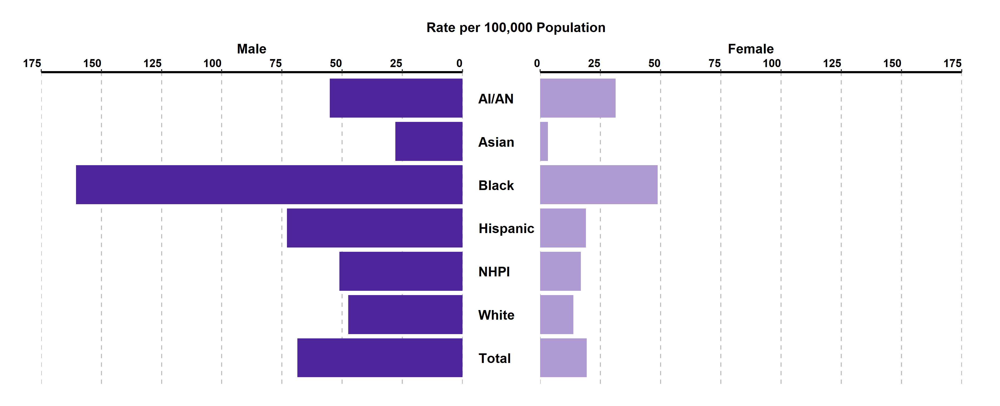 Rate per 100,000 Population
Male Female
175 150 125 100 75 50 25 0 0 25 50 75 100 125 150 175
AI/AN
Asian
Black
Hispanic
NHPI
White
Total